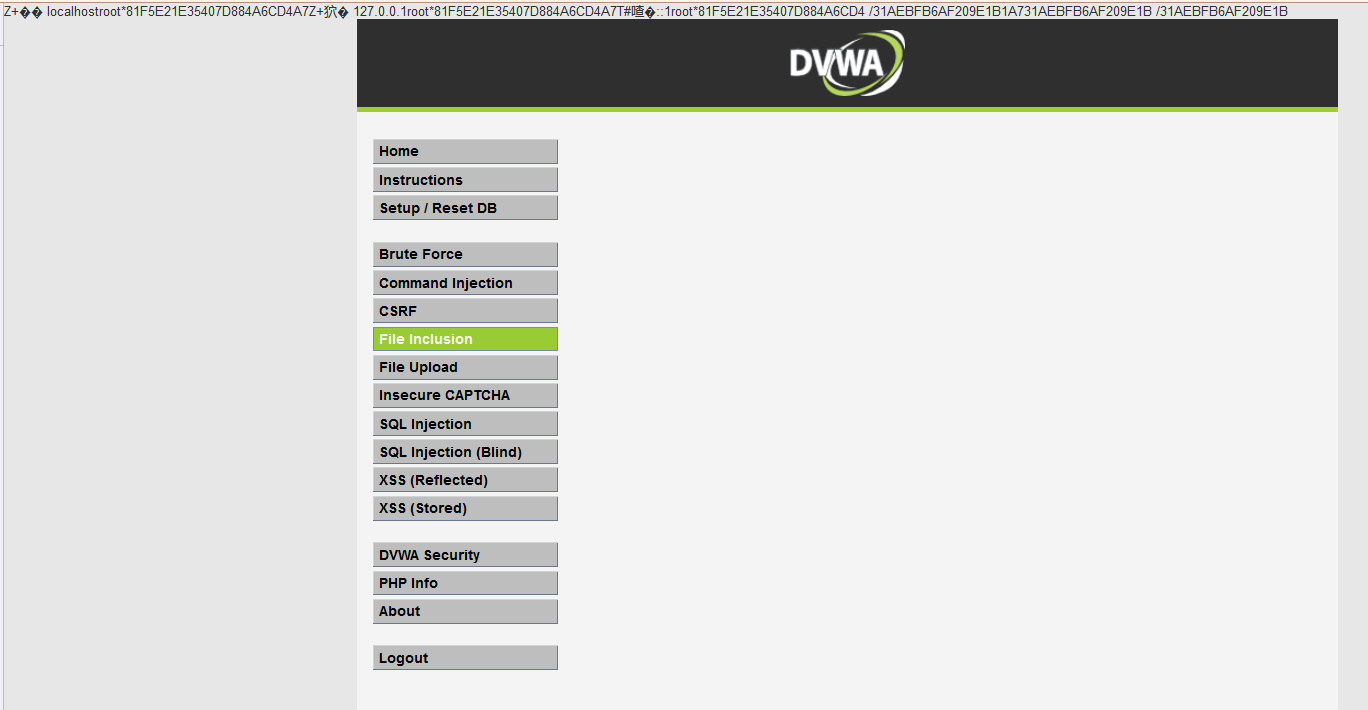 Z+�� localhostroot*81F5E21E35407D884A6CD4A7Z+狖� 127.0.0.1root*81F5E21E35407D884A6CD4A7T#喳�::1root*81F5E21E35407D884A6CD4 /31AEBFB6AF209E1B1A731AEBFB6AF209E1B /31AEBFB6AF209E1B
DVWA
Home
Instructions
Setup / Reset DB
Brute Force
Command Injection
CSRF
File Inclusion
File Upload
Insecure CAPTCHA
SQL Injection
SQL Injection (Blind)
XSS (Reflected)
XSS (Stored)
DVWA Security
PHP Info
About
Logout